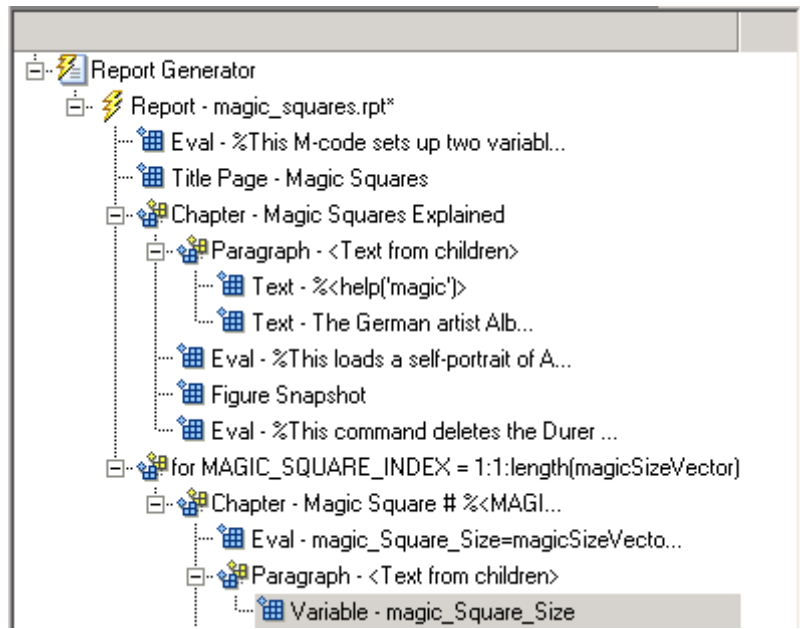 Report Generator
Report - magic_squares.rpt*
Eval - %This M-code sets up two variabl...
Title Page - Magic Squares
Chapter - Magic Squares Explained
Paragraph - <Text from children>
Text - %<help('magic')>
Text - The German artist Alb...
Eval - %This loads a self-portrait of A...
Figure Snapshot
Eval - %This command deletes the Durer ...
for MAGIC_SQUARE_INDEX = 1:1:length(magicSizeVector)
Chapter - Magic Square # %<MAGI...
Eval - magic_Square_Size=magicSizeVecto...
Paragraph - <Text from children>
Variable - magic_Square_Size